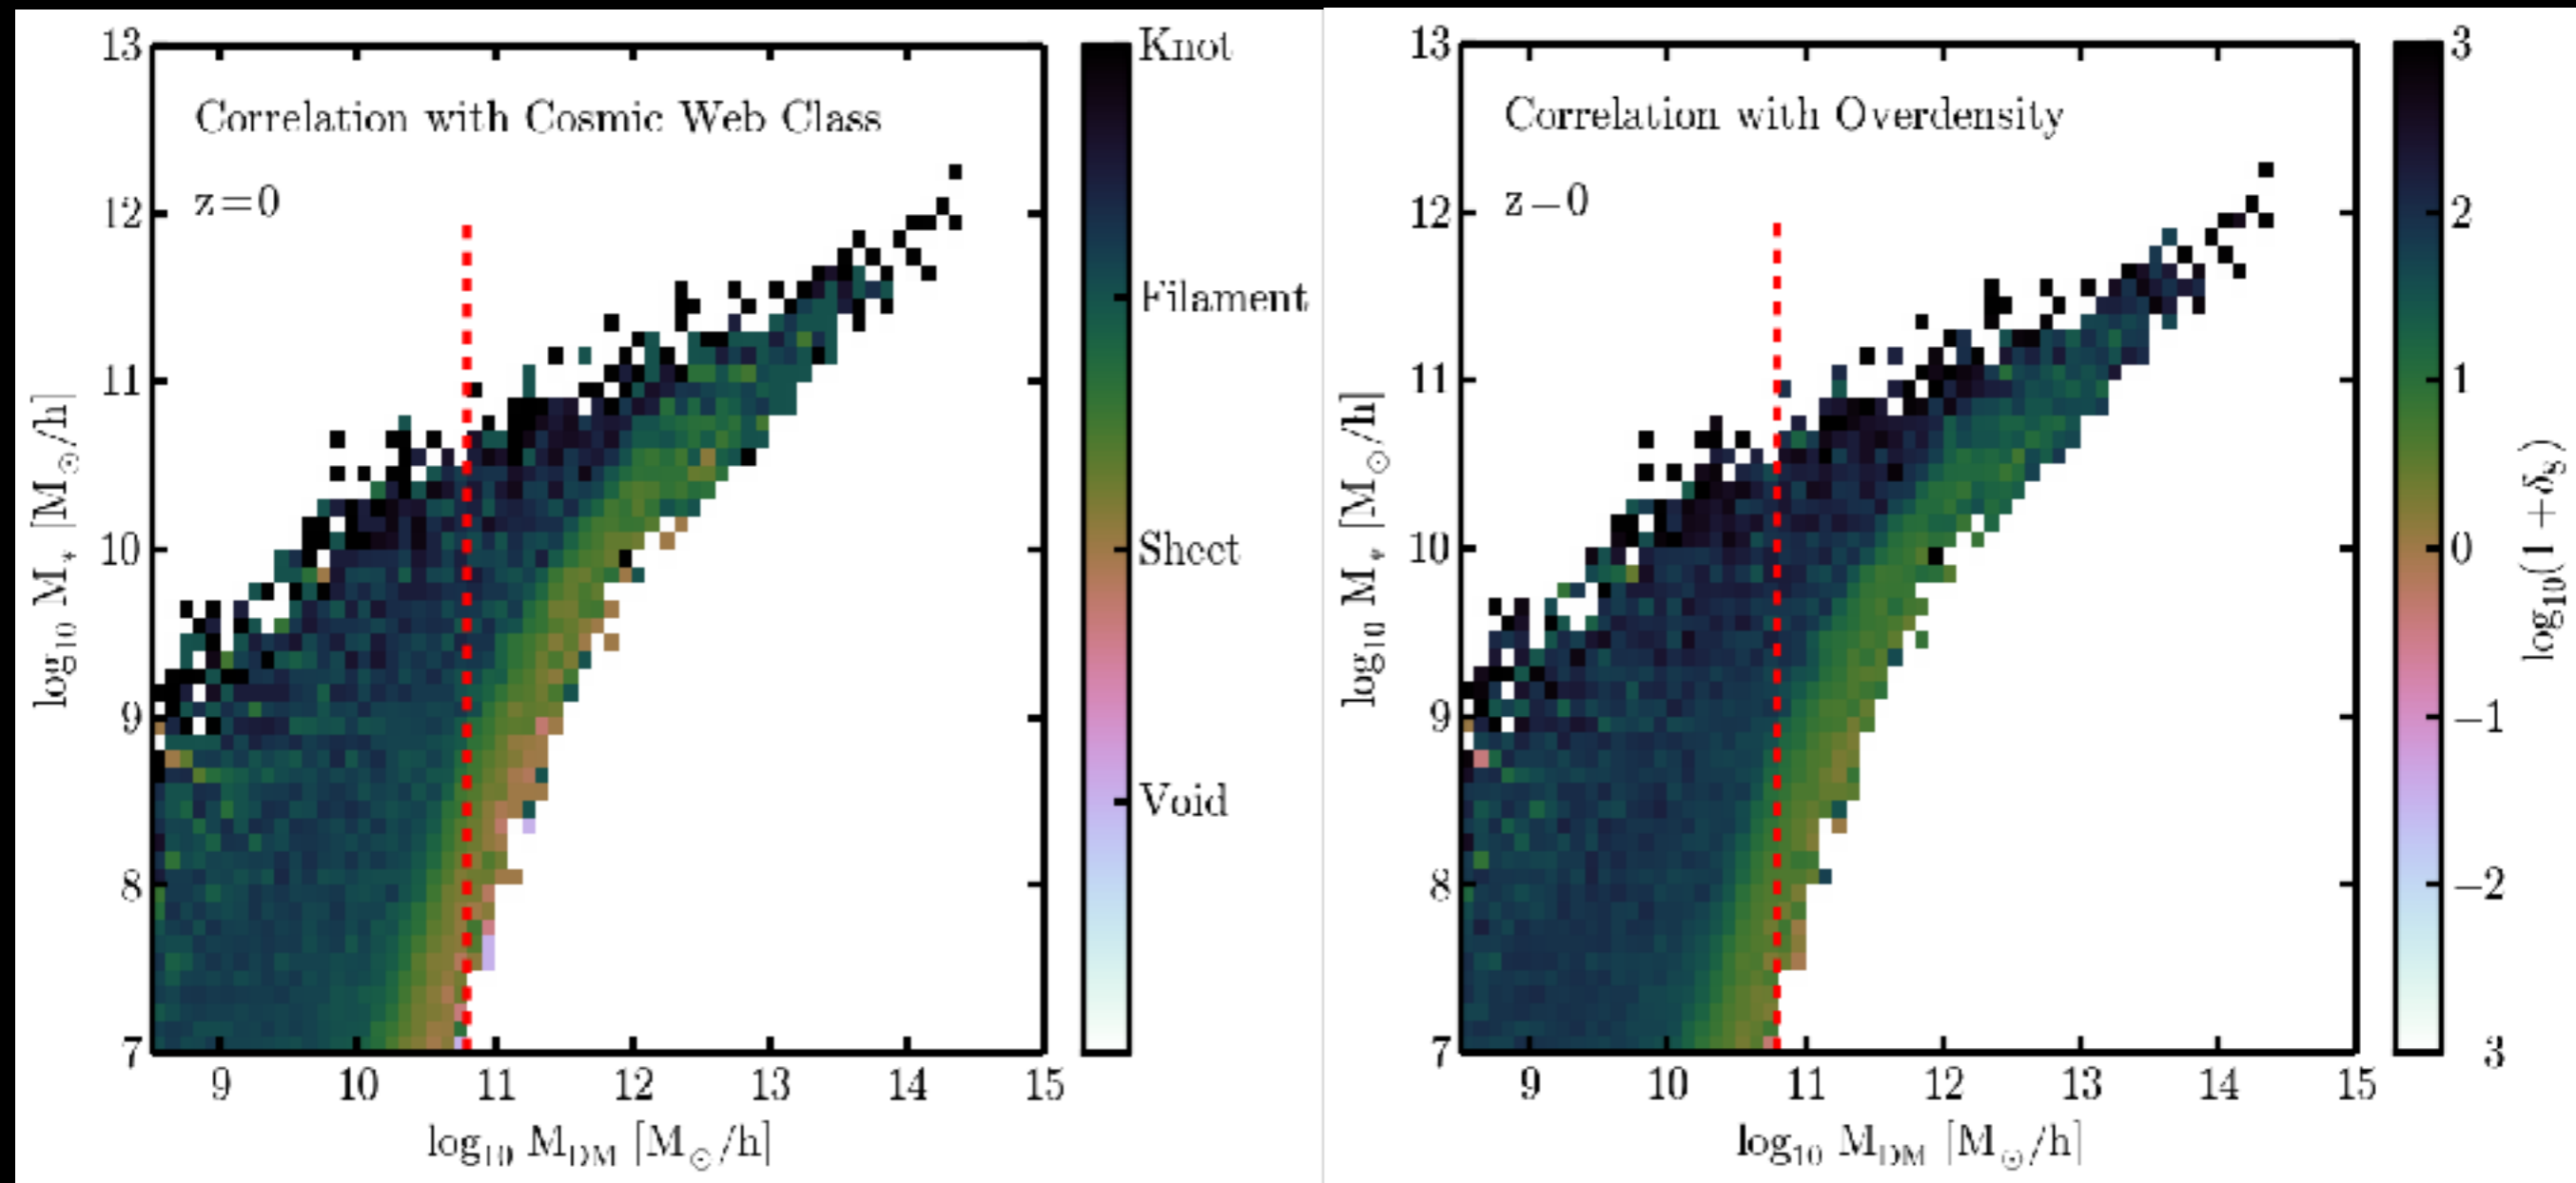 Correlation with Cosmic Web Class
z=0
13
12
11
10
9
8
7
log10 M* [M⊙/h]
9 10 11 12 13 14 15
log10 MDM [M⊙/h]
Knot
Filament
Sheet
Void
Correlation with Overdensity
z=0
13
12
11
10
9
8
7
log10 M* [M⊙/h]
9 10 11 12 13 14 15
log10 MDM [M⊙/h]
3
2
1
0
−1
−2
3
log10(1+δS)